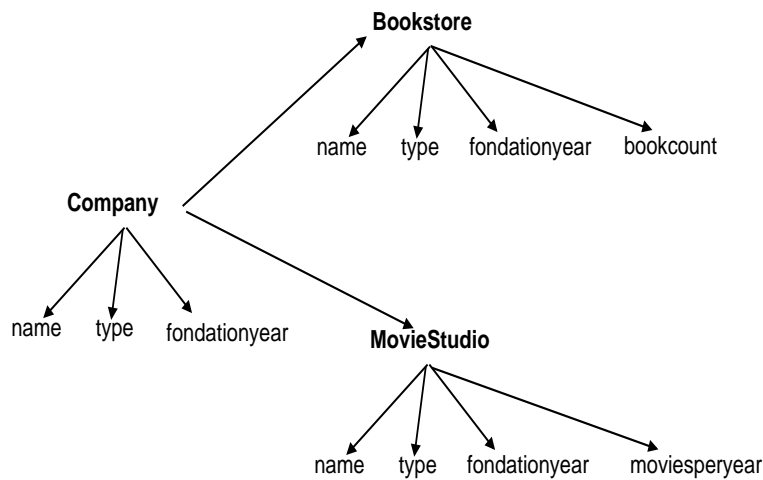 Bookstore
name type fondationyear bookcount
Company
name type fondationyear
MovieStudio
name type fondationyear moviesperyear